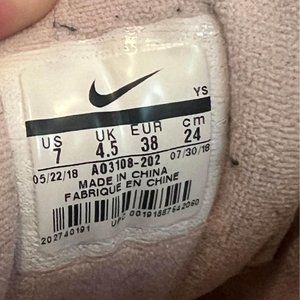 YS
US UK EUR cm
7 4.5 38 24
05/22/18 AO3108-202 07/30/18
MADE IN CHINA
FABRIQUE EN CHINE
202740191